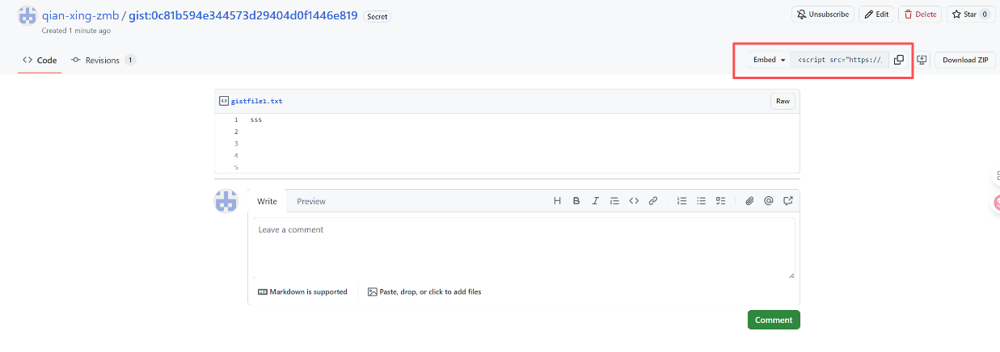 qian-xing-zmb / gist:0c81b594e344573d29404d0f1446e819 Secret
Unsubscribe Edit Delete Star 0
Created 1 minute ago
Code Revisions 1
Embed <script src="https:// Download ZIP
gistfile1.txt Raw
1 sss
2
3
4
5
Write Preview
Leave a comment
Markdown is supported Paste, drop, or click to add files
Comment